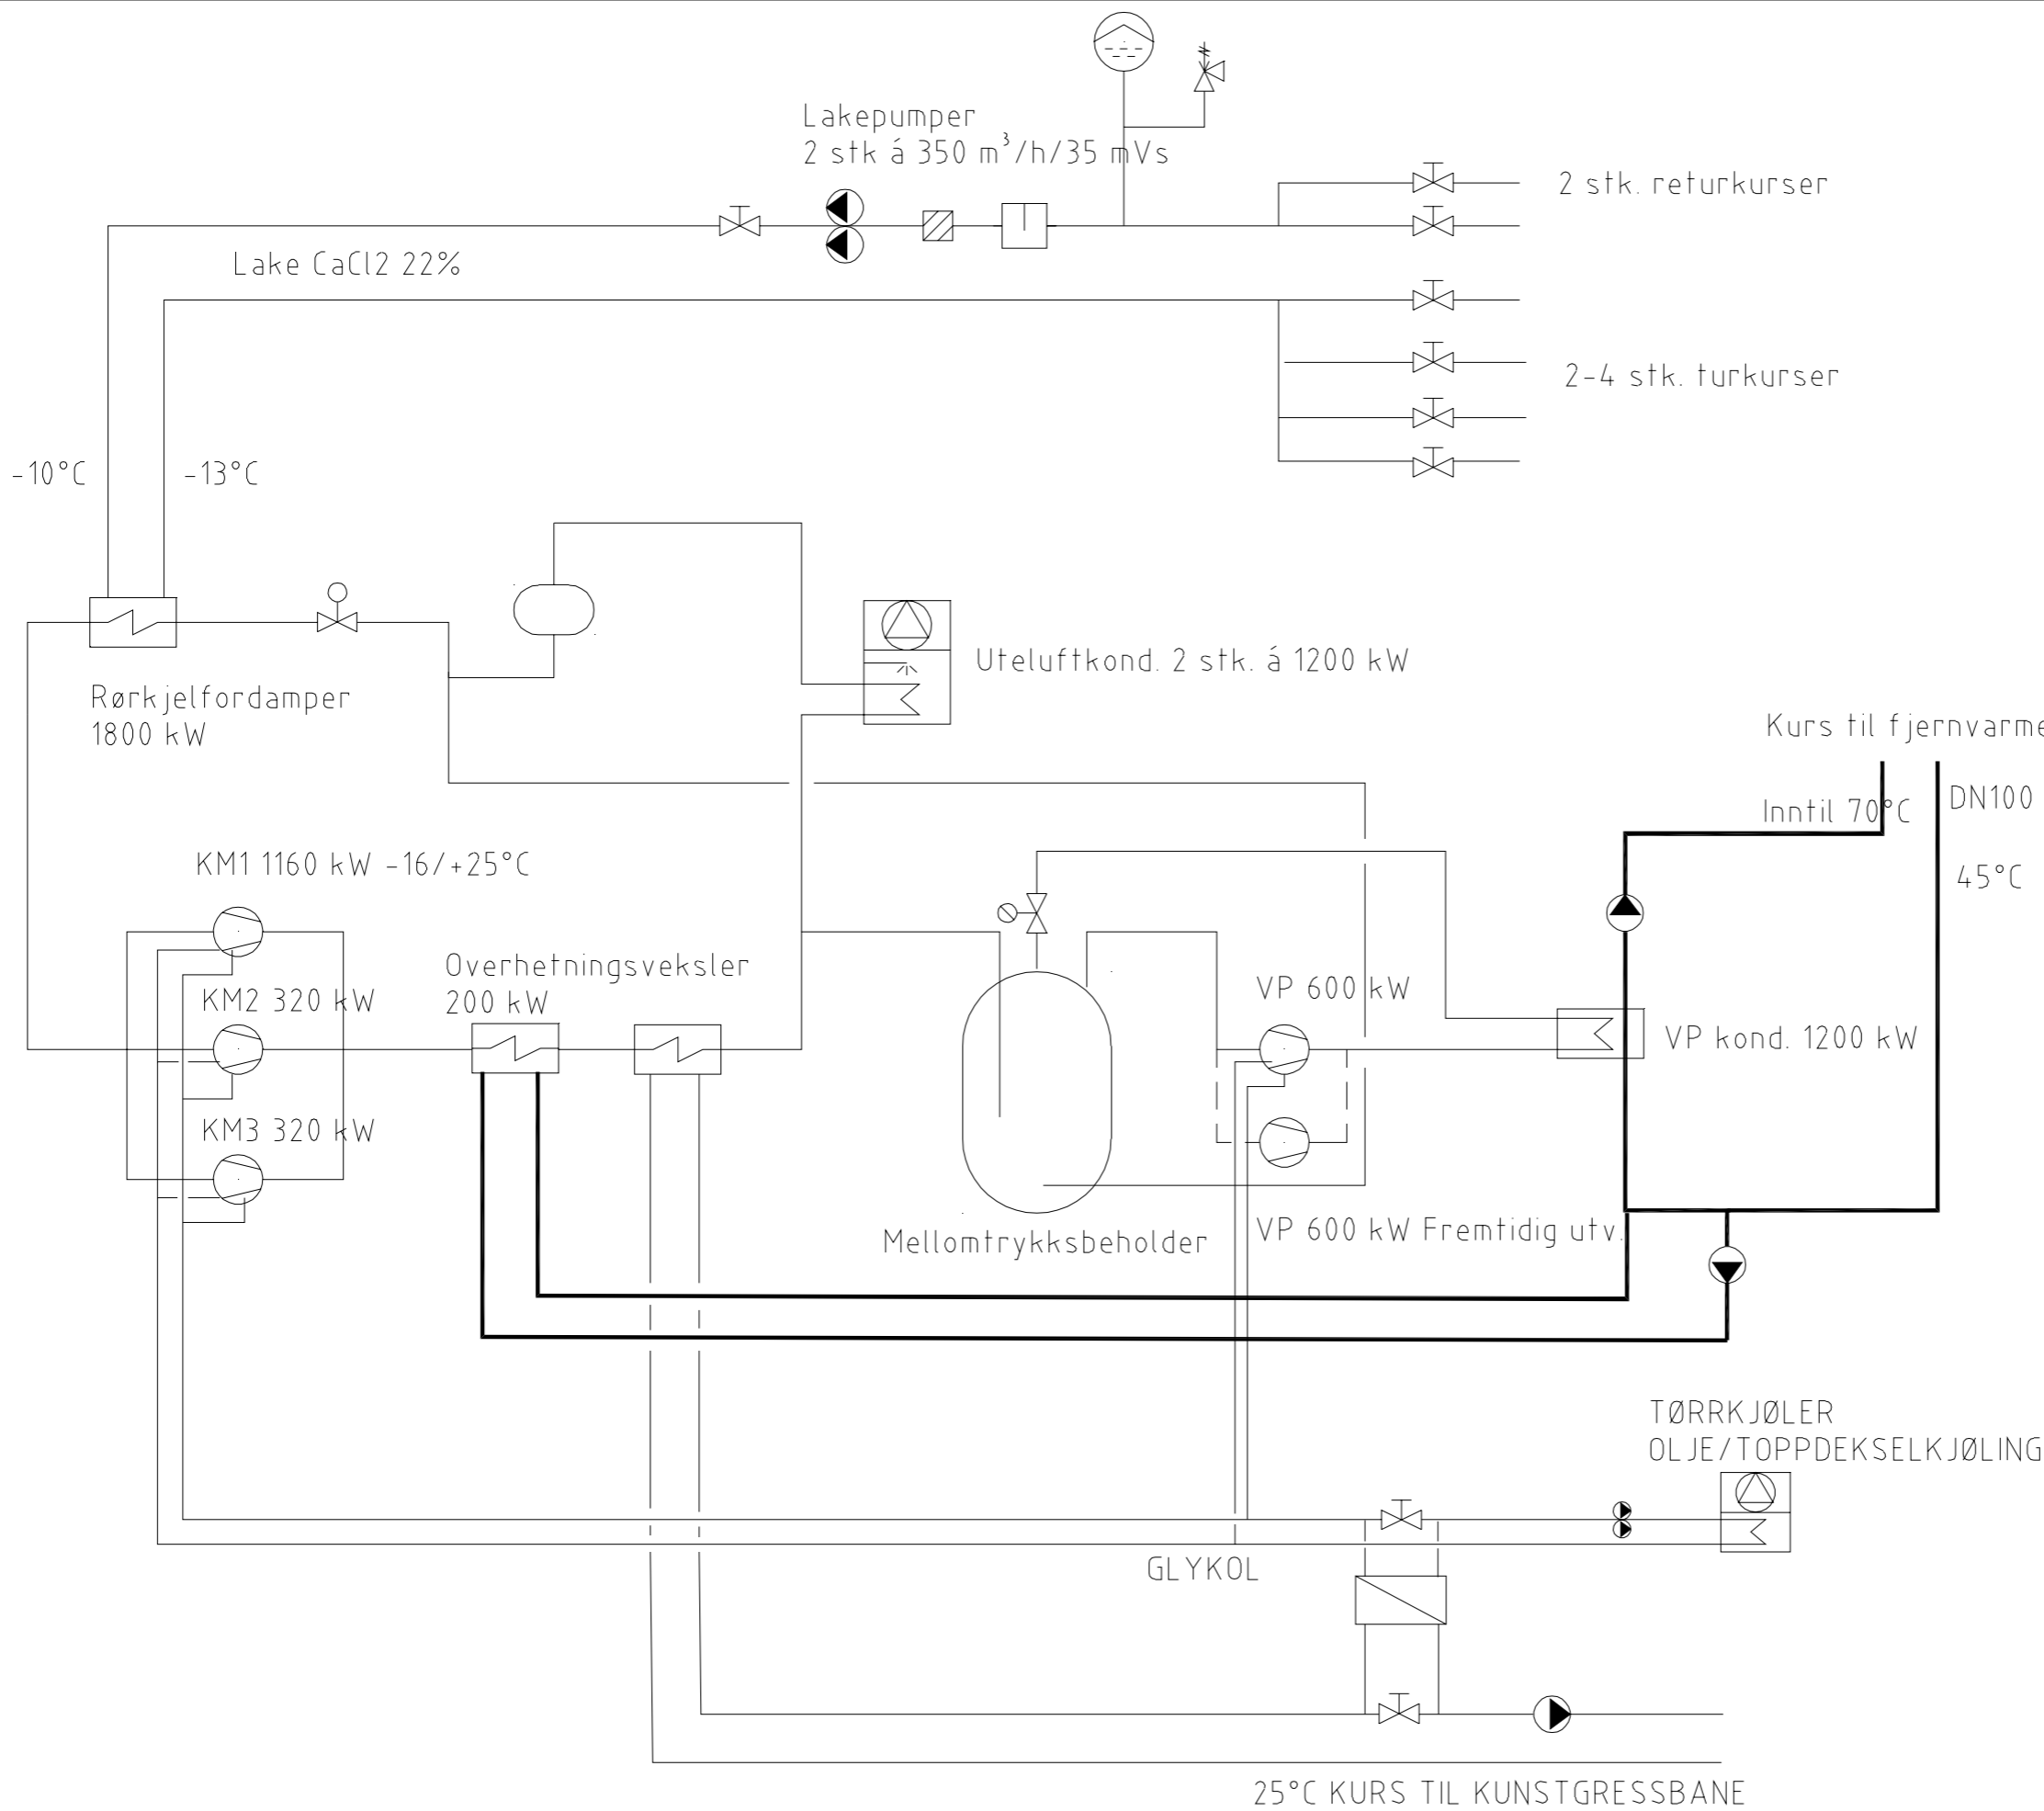 Lakepumper
2 stk á 350 m³/h/35 mVs
2 stk. returkurser
Lake CaCl2 22%
2-4 stk. turkurser
-10°C
-13°C
Uteluftkond. 2 stk. á 1200 kW
Rørkjelfordamper
1800 kW
Kurs til fjernvarme
Inntil 70°C
DN100
45°C
KM1 1160 kW -16/+25°C
Overhetningsveksler
200 kW
KM2 320 kW
VP 600 kW
VP kond. 1200 kW
KM3 320 kW
Mellomtrykksbeholder
VP 600 kW Fremtidig utv.
TØRRKJØLER
OLJE/TOPPDEKSELKJØLING
GLYKOL
25°C KURS TIL KUNSTGRESSBANE